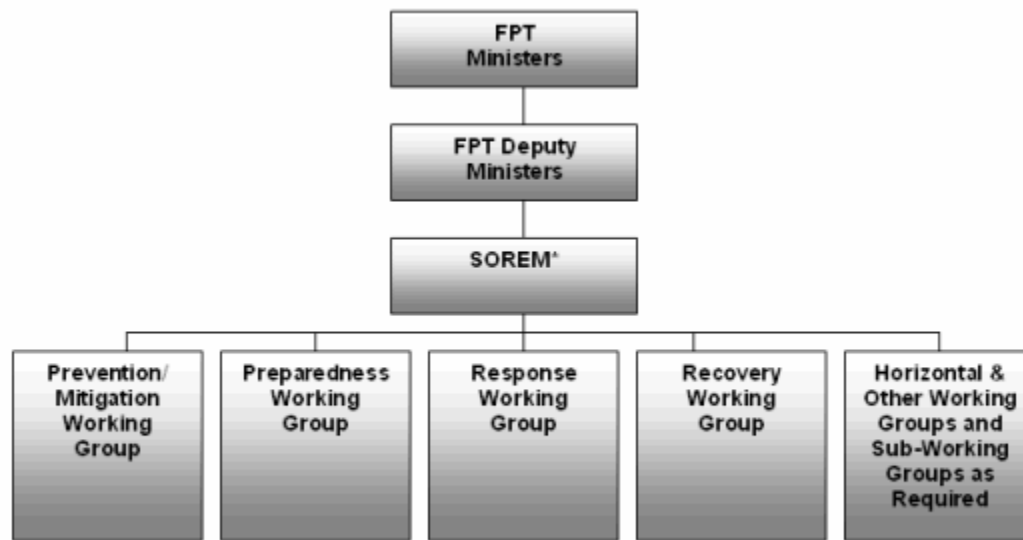 FPT
Ministers
FPT Deputy
Ministers
SOREM*
Prevention/
Mitigation
Working
Group
Preparedness
Working
Group
Response
Working
Group
Recovery
Working
Group
Horizontal &
Other Working
Groups and
Sub-Working
Groups as
Required